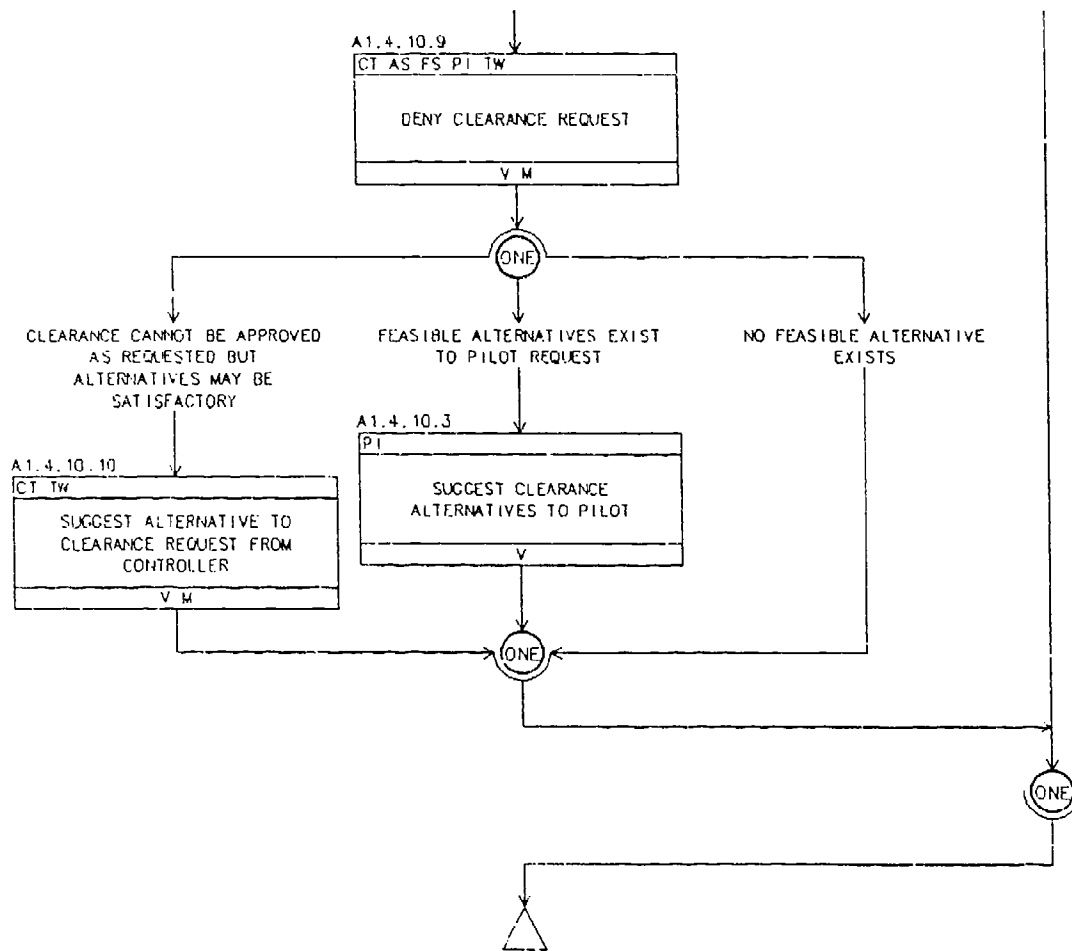 A1.4.10.9
CT AS FS PI TW
DENY CLEARANCE REQUEST
V M
ONE
CLEARANCE CANNOT BE APPROVED
AS REQUESTED BUT
ALTERNATIVES MAY BE
SATISFACTORY
FEASIBLE ALTERNATIVES EXIST
TO PILOT REQUEST
NO FEASIBLE ALTERNATIVE
EXISTS
A1.4.10.10
CT TW
SUGGEST ALTERNATIVE TO
CLEARANCE REQUEST FROM
CONTROLLER
V M
A1.4.10.3
PI
SUGGEST CLEARANCE
ALTERNATIVES TO PILOT
V
ONE
ONE